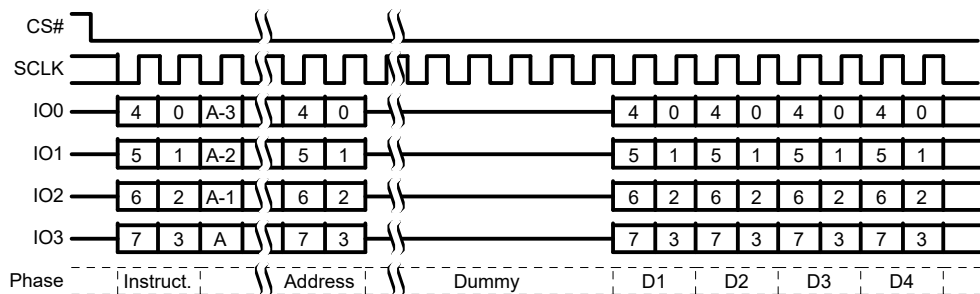 CS#
SCLK
IO0 4 0 A-3 4 0 4 0 4 0 4 0 4 0
IO1 5 1 A-2 5 1 5 1 5 1 5 1 5 1
IO2 6 2 A-1 6 2 6 2 6 2 6 2 6 2
IO3 7 3 A 7 3 7 3 7 3 7 3 7 3
Phase Instruct. Address Dummy D1 D2 D3 D4